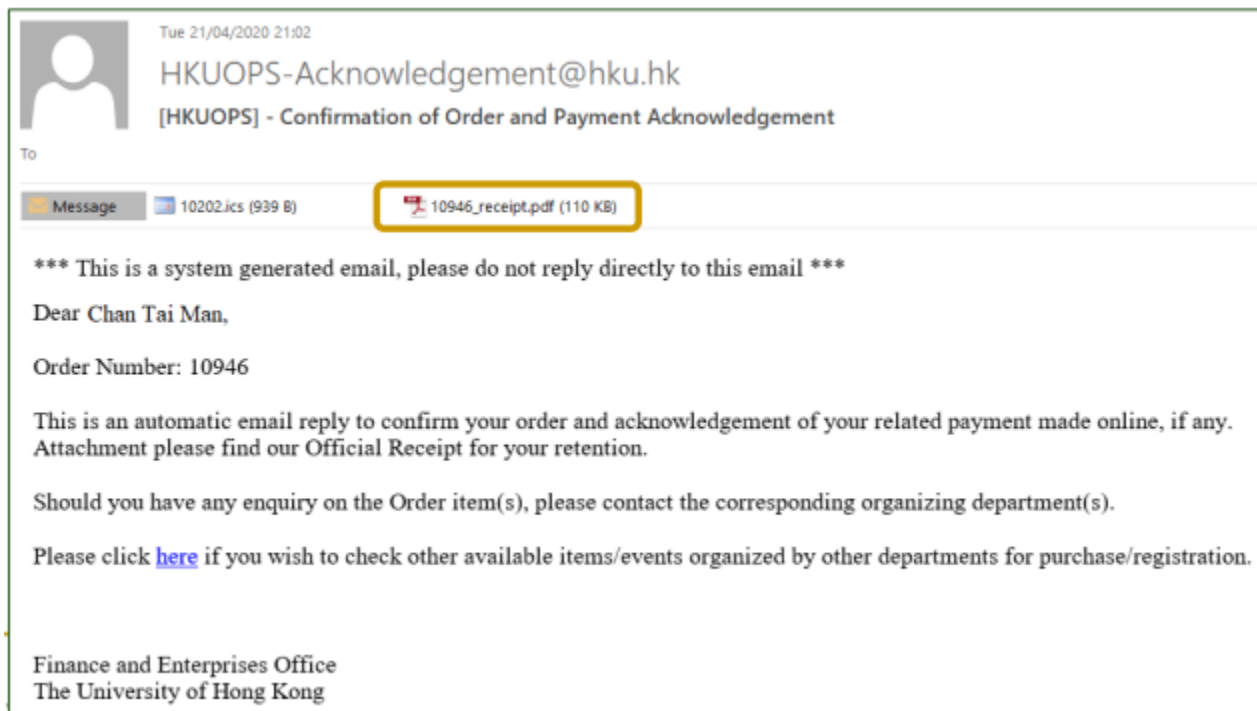 Tue 21/04/2020 21:02
HKUOPS-Acknowledgement@hku.hk
[HKUOPS] - Confirmation of Order and Payment Acknowledgement
To
Message 10202.ics (939 B) 10946_receipt.pdf (110 KB)
*** This is a system generated email, please do not reply directly to this email ***
Dear Chan Tai Man,
Order Number: 10946
This is an automatic email reply to confirm your order and acknowledgement of your related payment made online, if any.
Attachment please find our Official Receipt for your retention.
Should you have any enquiry on the Order item(s), please contact the corresponding organizing department(s).
Please click here if you wish to check other available items/events organized by other departments for purchase/registration.
Finance and Enterprises Office
The University of Hong Kong